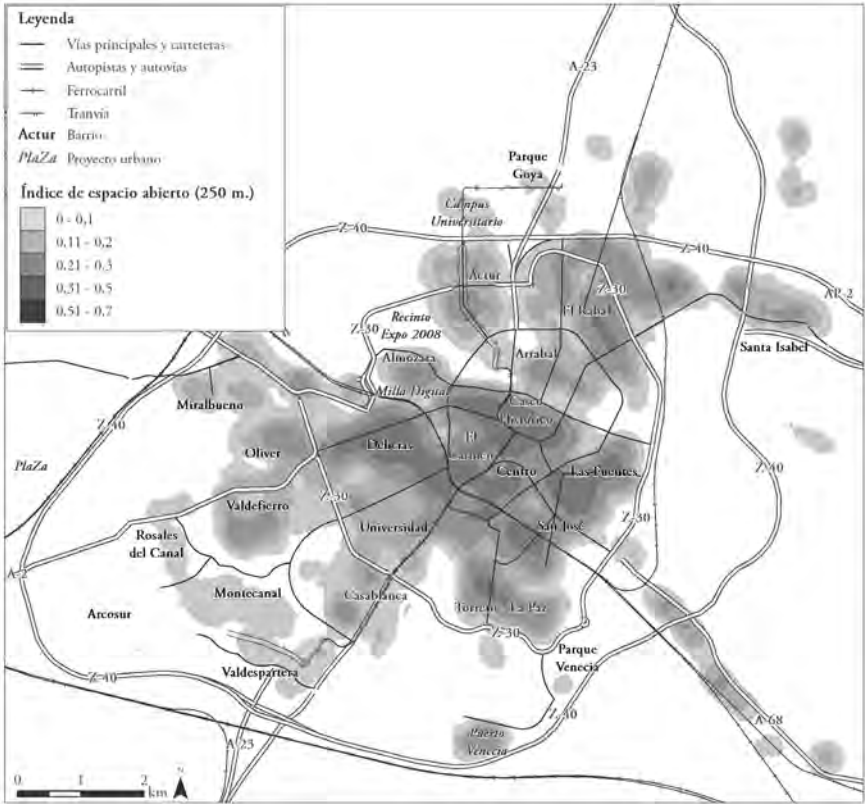 Leyenda
Vías principales y carreteras
Autopistas y autovías
Ferrocarril
Tranvía
Actur Barrio
PlaZa Proyecto urbano
Índice de espacio abierto (250 m.)
0 - 0,1
0.11 - 0,2
0.21 - 0.3
0.31 - 0.5
0.51 - 0.7
A-23
Parque
Goya
Campus
Universitario
Z-40
Z-40
Actur
Z-30
AP-2
El Rabal
Recinto
Expo 2008
Z-30
Arrabal
Santa Isabel
Almozara
Milla Digital
Casco
Histórico
Miralbueno
Z-40
PlaZa
Oliver
Delicias
El
Carmen
Centro
Las Fuentes
Z-40
Z-30
Valdefierro
Universidad
San José
Z-30
Rosales
del Canal
A-2
Montecanal
Casablanca
Torrero
La Paz
Arcosur
Z-30
Parque
Venecia
Valdespartera
Z-40
Z-40
A-68
Puerto
Venecia
A-23
0 1 2
km
N